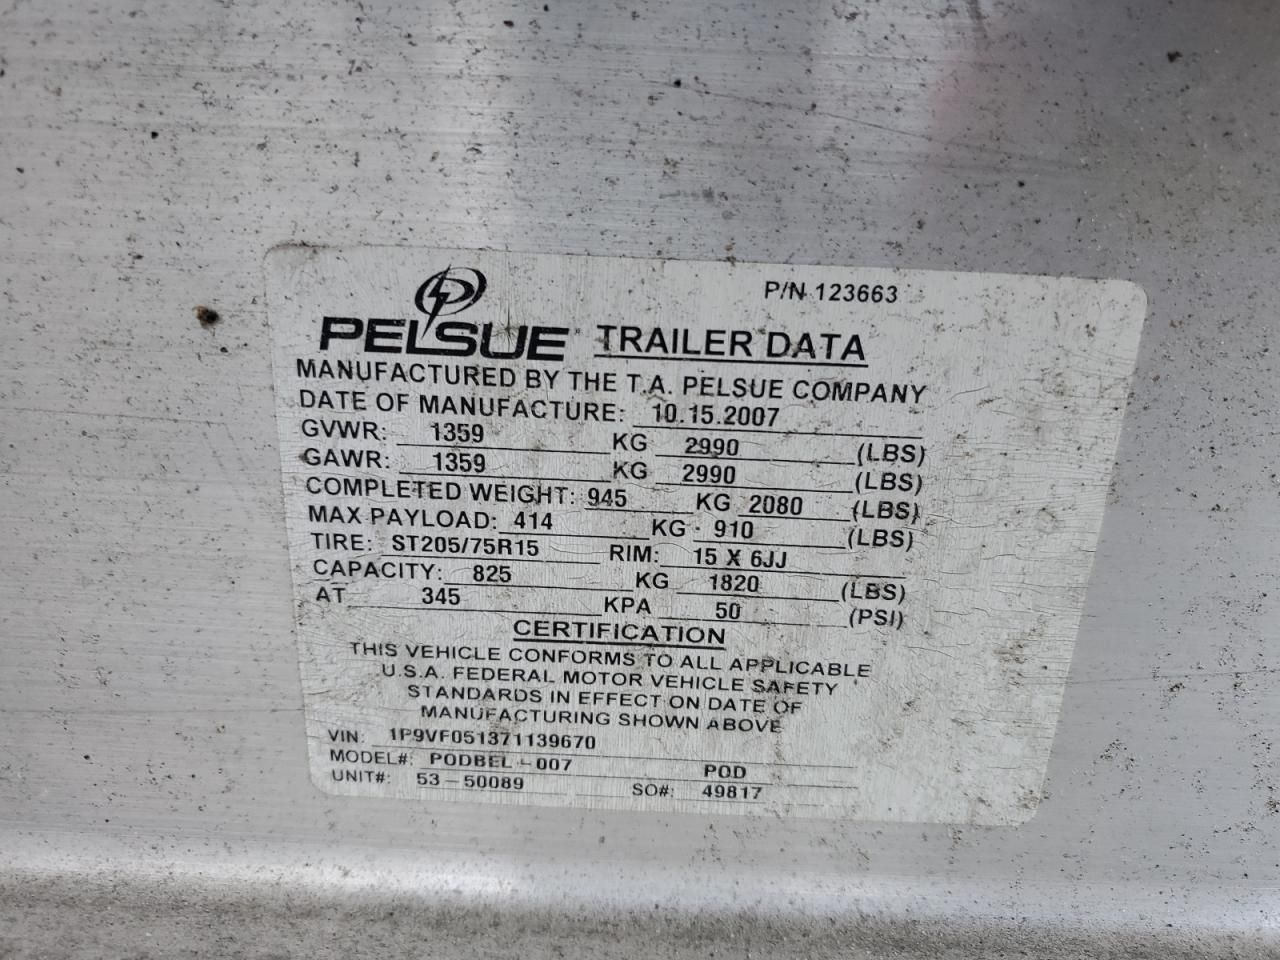 P/N 123663
PELSUE TRAILER DATA
MANUFACTURED BY THE T.A. PELSUE COMPANY
DATE OF MANUFACTURE: 10.15.2007
GVWR: 1359 KG 2990 (LBS)
GAWR: 1359 KG 2990 (LBS)
COMPLETED WEIGHT: 945 KG 2080 (LBS)
MAX PAYLOAD: 414 KG 910 (LBS)
TIRE: ST205/75R15 RIM: 15 X 6JJ
CAPACITY: 825 KG 1820 (LBS)
AT 345 KPA 50 (PSI)
CERTIFICATION
THIS VEHICLE CONFORMS TO ALL APPLICABLE
U.S.A. FEDERAL MOTOR VEHICLE SAFETY
STANDARDS IN EFFECT ON DATE OF
MANUFACTURING SHOWN ABOVE
VIN: 1P9VF051371139670
MODEL#: PODBEL-007 POD
UNIT#: 53-50089 SO#: 49817